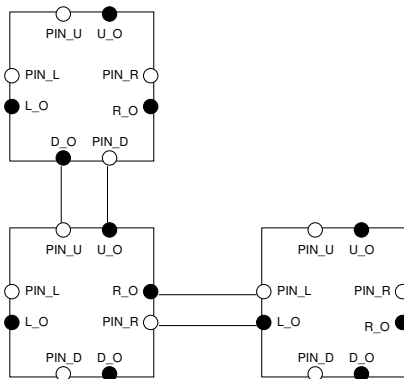 PIN_U U_O
PIN_L PIN_R
L_O R_O
D_O PIN_D
PIN_U U_O
PIN_L R_O
L_O PIN_R
PIN_D D_O
PIN_U U_O
PIN_L PIN_R
L_O R_O
PIN_D D_O